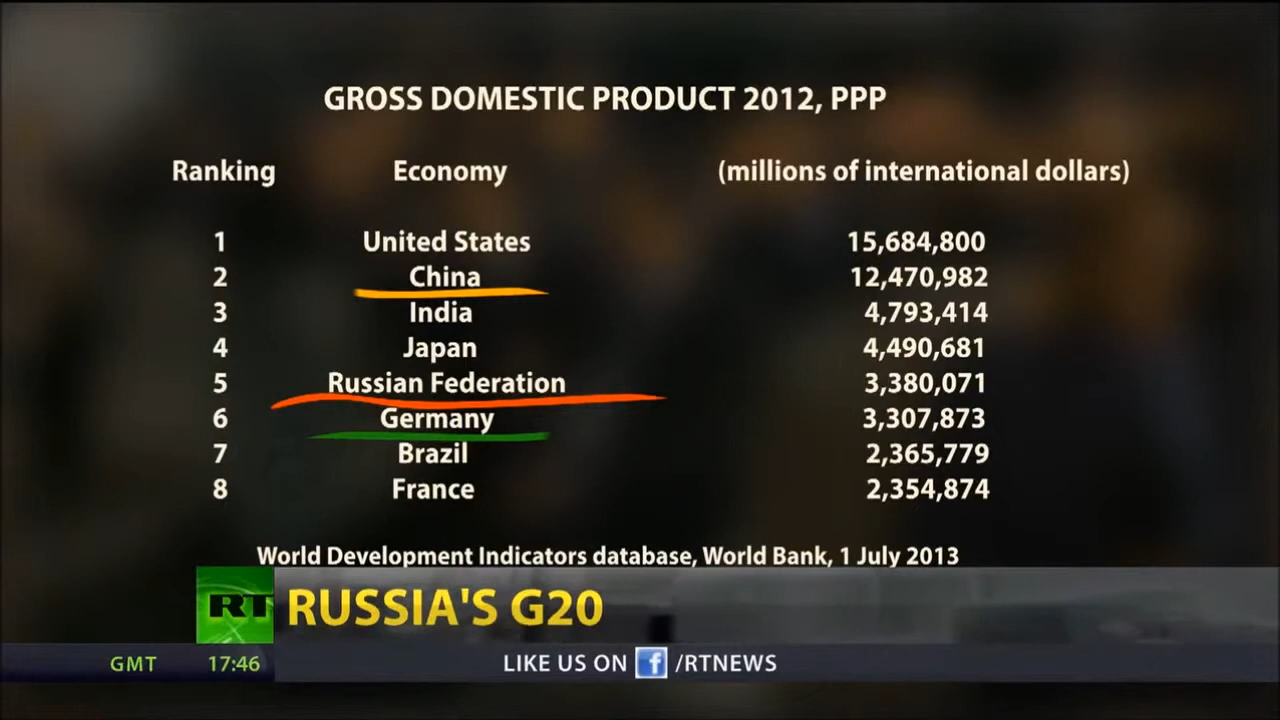 GROSS DOMESTIC PRODUCT 2012, PPP
Ranking Economy (millions of international dollars)
1 United States 15,684,800
2 China 12,470,982
3 India 4,793,414
4 Japan 4,490,681
5 Russian Federation 3,380,071
6 Germany 3,307,873
7 Brazil 2,365,779
8 France 2,354,874
World Development Indicators database, World Bank, 1 July 2013
RT RUSSIA'S G20
GMT 17:46 LIKE US ON f /RTNEWS